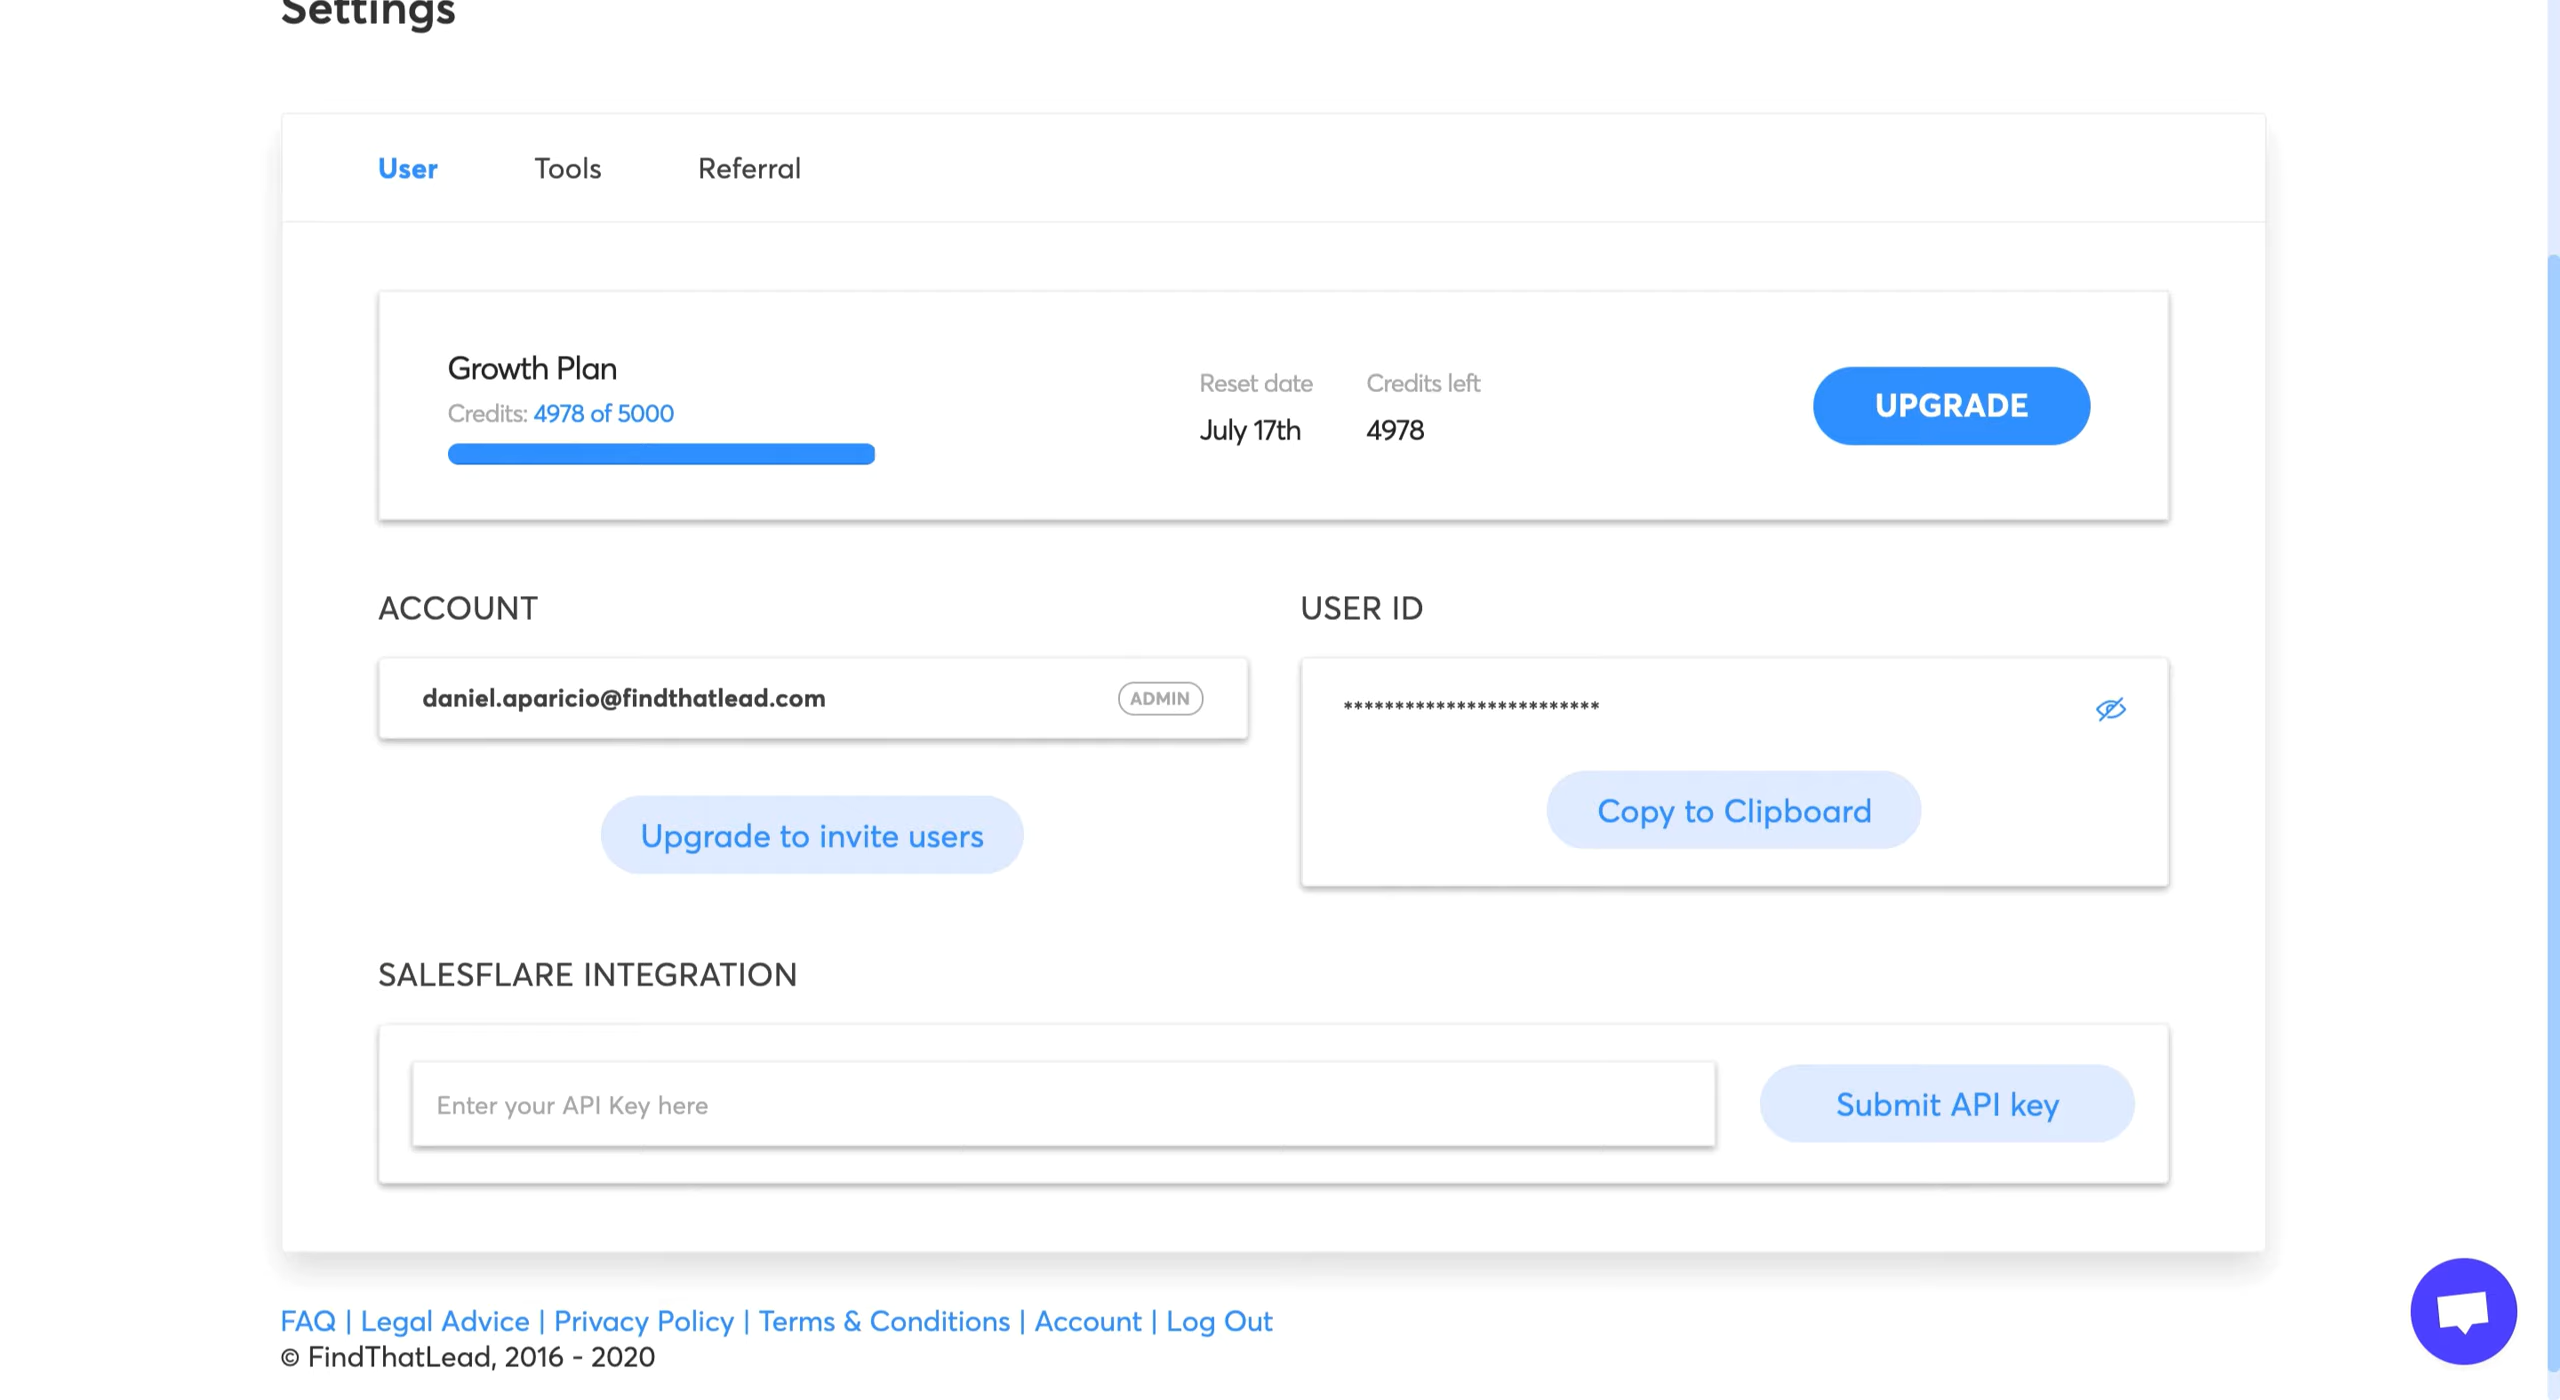 Settings
User Tools Referral
Growth Plan
Credits: 4978 of 5000
Reset date Credits left
July 17th 4978
UPGRADE
ACCOUNT
daniel.aparicio@findthatlead.com ADMIN
Upgrade to invite users
USER ID
*************************
Copy to Clipboard
SALESFLARE INTEGRATION
Enter your API Key here
Submit API key
FAQ | Legal Advice | Privacy Policy | Terms & Conditions | Account | Log Out
© FindThatLead, 2016 - 2020